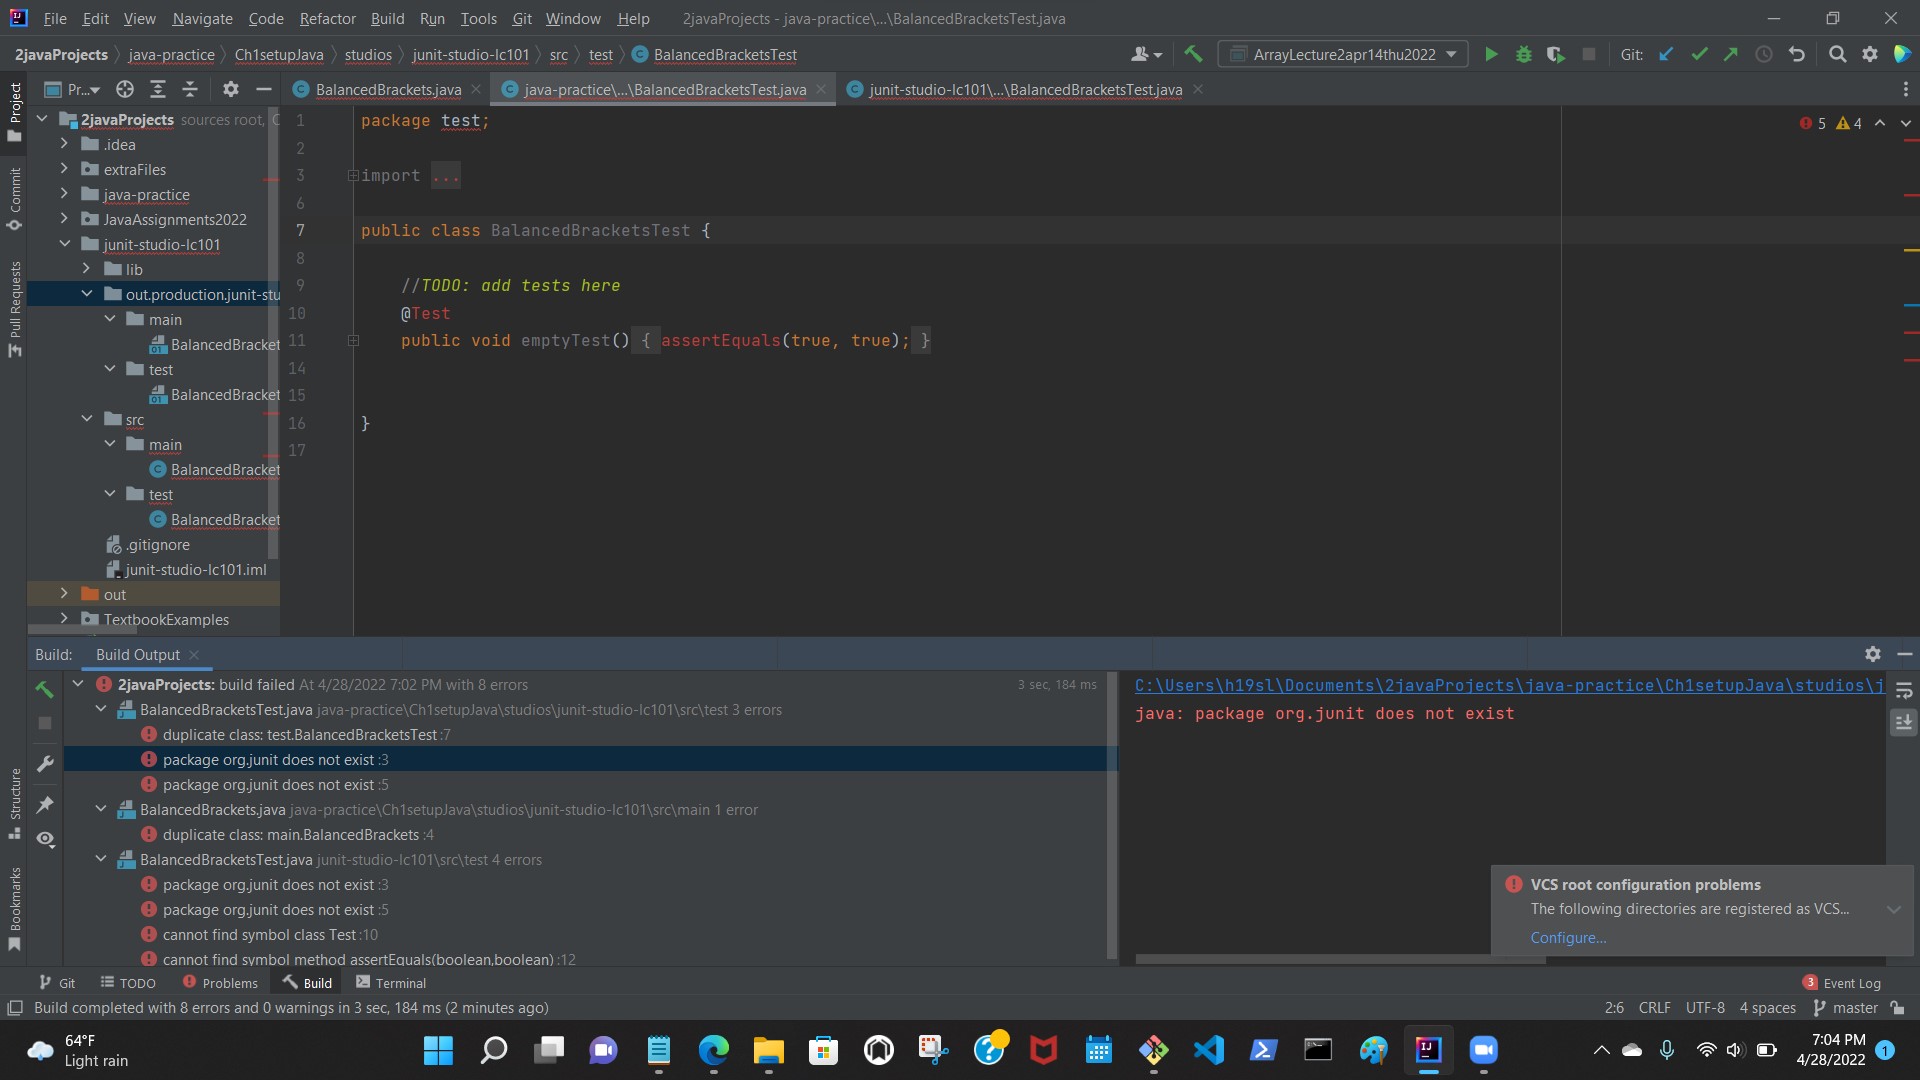 File Edit View Navigate Code Refactor Build Run Tools Git Window Help 2javaProjects - java-practice\...\BalancedBracketsTest.java
2javaProjects java-practice Ch1setupJava studios junit-studio-lc101 src test BalancedBracketsTest ArrayLecture2apr14thu2022 Git:
Pr... BalancedBrackets.java java-practice\...\BalancedBracketsTest.java junit-studio-lc101\...\BalancedBracketsTest.java
Project
Commit
Pull Requests
Structure
Bookmarks
2javaProjects sources root, C
.idea
extraFiles
java-practice
JavaAssignments2022
junit-studio-lc101
lib
out.production.junit-stu
main
BalancedBracket
test
BalancedBracket
src
main
BalancedBracket
test
BalancedBracket
.gitignore
junit-studio-lc101.iml
out
TextbookExamples
1 package test;
2
3 import ...
6
7 public class BalancedBracketsTest {
8
9 //TODO: add tests here
10 @Test
11 public void emptyTest() { assertEquals(true, true); }
14
15
16 }
17
5 4
Build: Build Output
2javaProjects: build failed At 4/28/2022 7:02 PM with 8 errors 3 sec, 184 ms
BalancedBracketsTest.java java-practice\Ch1setupJava\studios\junit-studio-lc101\src\test 3 errors
duplicate class: test.BalancedBracketsTest :7
package org.junit does not exist :3
package org.junit does not exist :5
BalancedBrackets.java java-practice\Ch1setupJava\studios\junit-studio-lc101\src\main 1 error
duplicate class: main.BalancedBrackets :4
BalancedBracketsTest.java junit-studio-lc101\src\test 4 errors
package org.junit does not exist :3
package org.junit does not exist :5
cannot find symbol class Test :10
cannot find symbol method assertEquals(boolean,boolean) :12
C:\Users\h19sl\Documents\2javaProjects\java-practice\Ch1setupJava\studios\j
java: package org.junit does not exist
VCS root configuration problems
The following directories are registered as VCS...
Configure...
Git TODO Problems Build Terminal 3 Event Log
Build completed with 8 errors and 0 warnings in 3 sec, 184 ms (2 minutes ago) 2:6 CRLF UTF-8 4 spaces master
64°F
Light rain
7:04 PM
4/28/2022
1